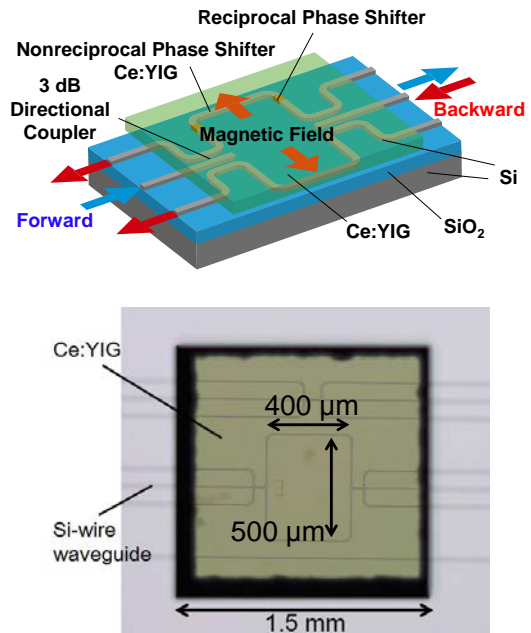 Reciprocal Phase Shifter
Nonreciprocal Phase Shifter
Ce:YIG
3 dB
Directional
Coupler
Magnetic Field
Backward
Forward
Si
SiO2
Ce:YIG
Ce:YIG
400 µm
500 µm
Si-wire
waveguide
1.5 mm